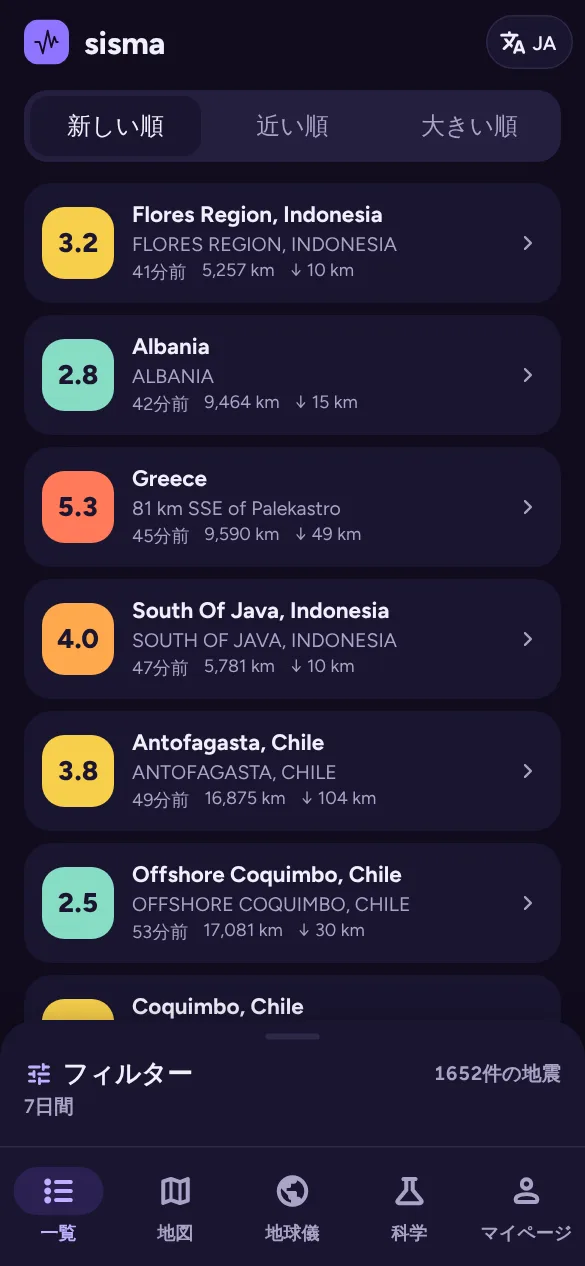 sisma
JA
新しい順
近い順
大きい順
3.2
Flores Region, Indonesia
FLORES REGION, INDONESIA
41分前 5,257 km ↓ 10 km
2.8
Albania
ALBANIA
42分前 9,464 km ↓ 15 km
5.3
Greece
81 km SSE of Palekastro
45分前 9,590 km ↓ 49 km
4.0
South Of Java, Indonesia
SOUTH OF JAVA, INDONESIA
47分前 5,781 km ↓ 10 km
3.8
Antofagasta, Chile
ANTOFAGASTA, CHILE
49分前 16,875 km ↓ 104 km
2.5
Offshore Coquimbo, Chile
OFFSHORE COQUIMBO, CHILE
53分前 17,081 km ↓ 30 km
Coquimbo, Chile
フィルター
1652件の地震
7日間
一覧
地図
地球儀
科学
マイページ